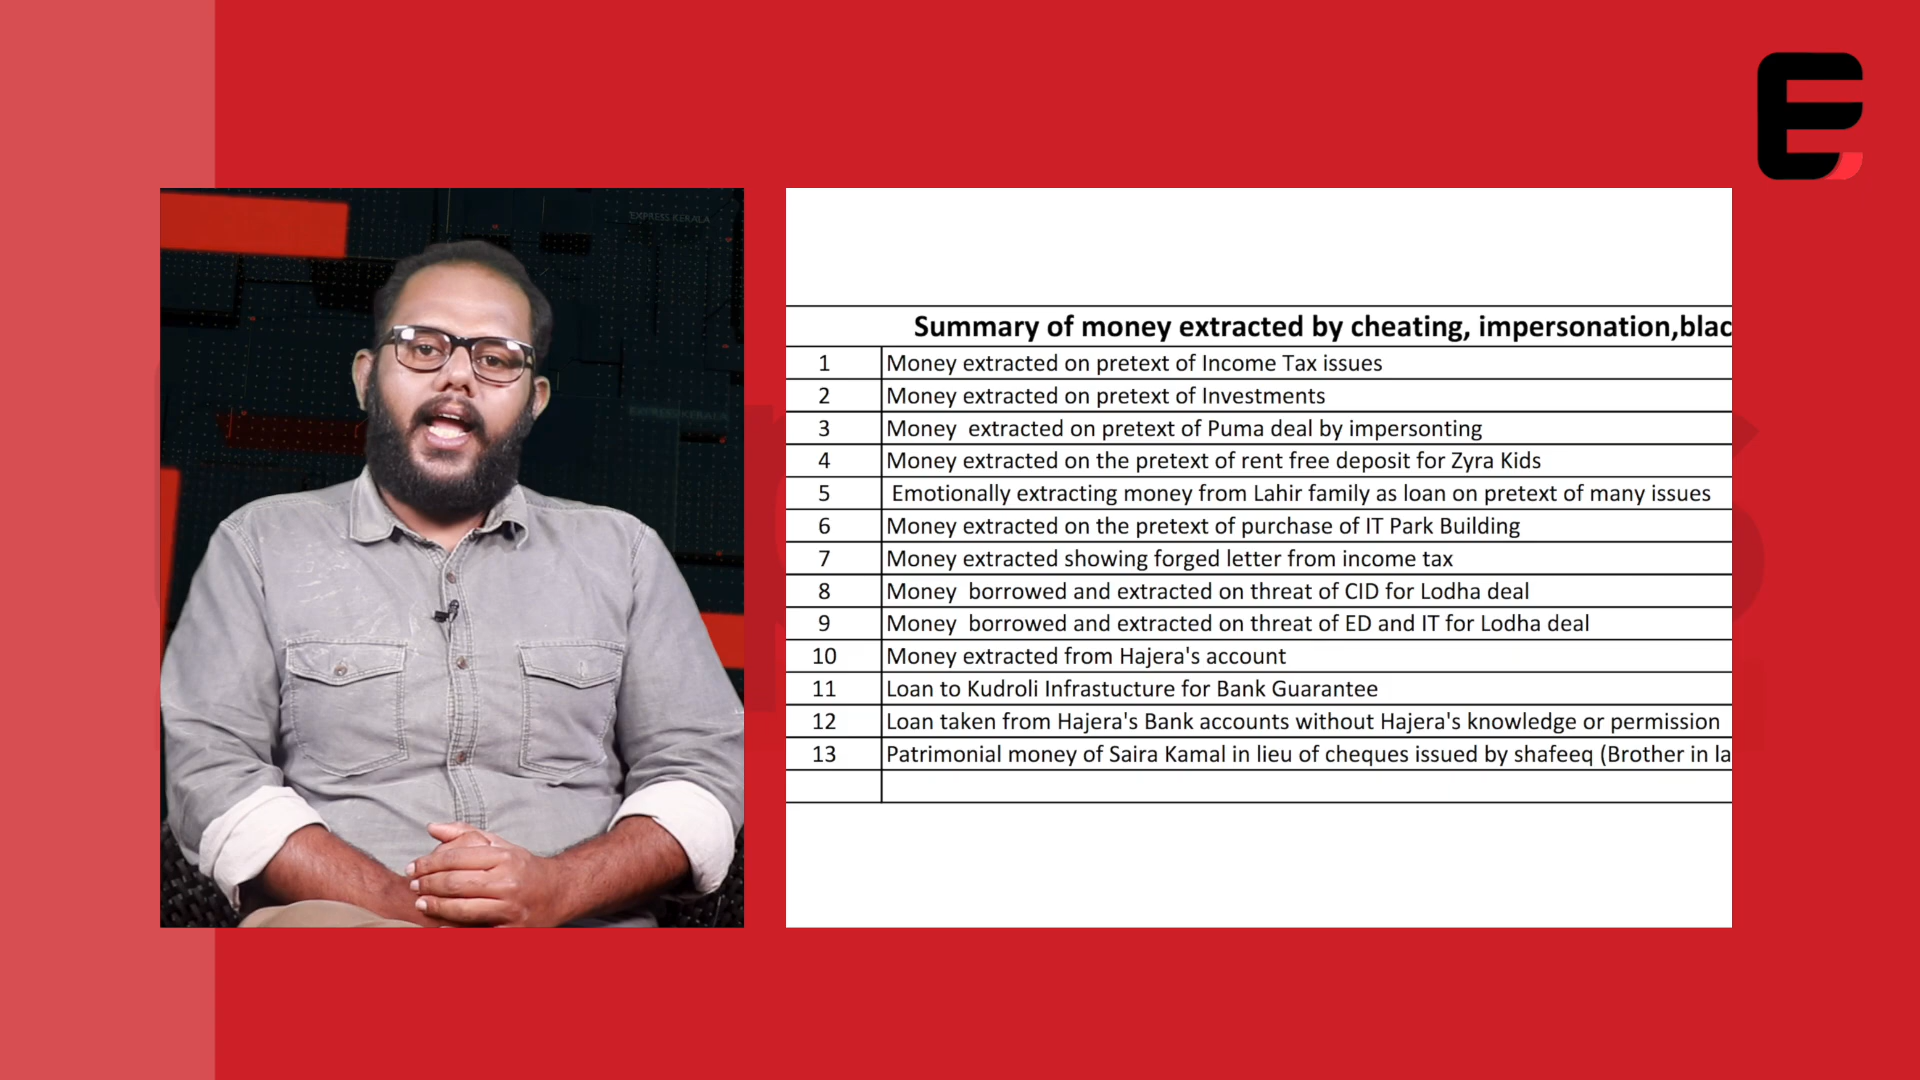 EXPRESS KERALA
Summary of money extracted by cheating, impersonation,blac
1 Money extracted on pretext of Income Tax issues
2 Money extracted on pretext of Investments
3 Money extracted on pretext of Puma deal by impersonting
4 Money extracted on the pretext of rent free deposit for Zyra Kids
5 Emotionally extracting money from Lahir family as loan on pretext of many issues
6 Money extracted on the pretext of purchase of IT Park Building
7 Money extracted showing forged letter from income tax
8 Money borrowed and extracted on threat of CID for Lodha deal
9 Money borrowed and extracted on threat of ED and IT for Lodha deal
10 Money extracted from Hajera's account
11 Loan to Kudroli Infrastucture for Bank Guarantee
12 Loan taken from Hajera's Bank accounts without Hajera's knowledge or permission
13 Patrimonial money of Saira Kamal in lieu of cheques issued by shafeeq (Brother in la